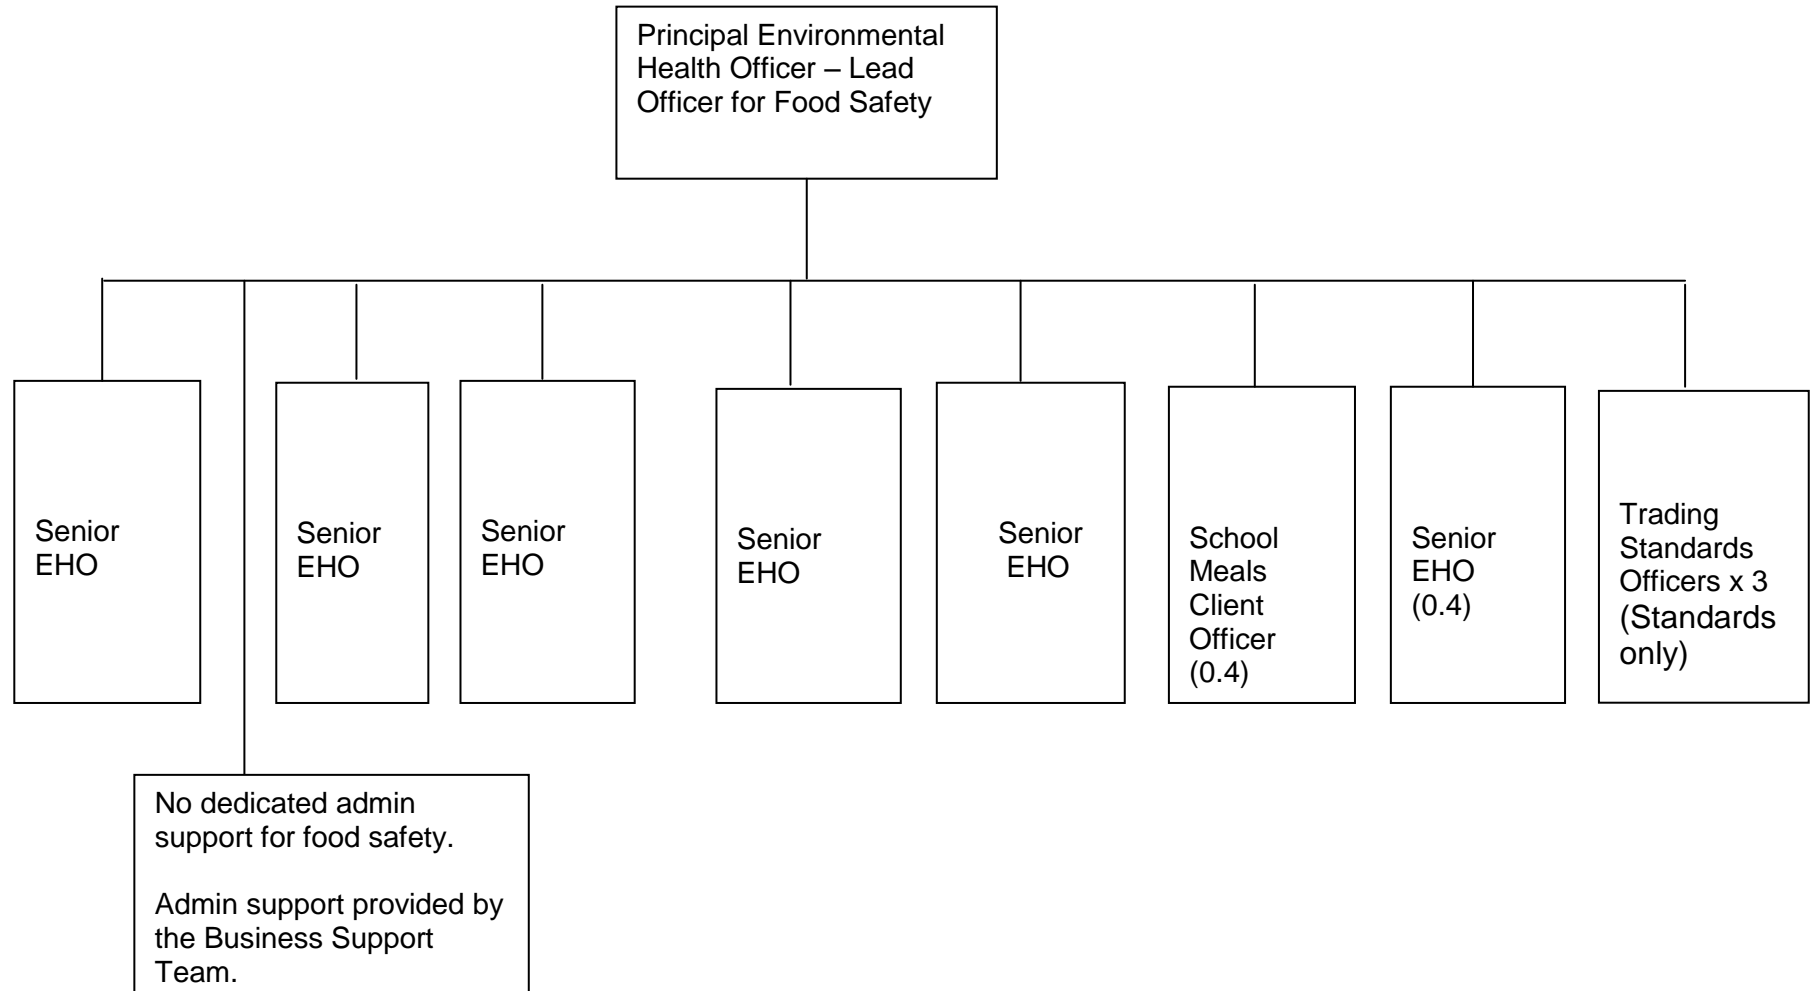 Principal Environmental
Health Officer – Lead
Officer for Food Safety
Senior
EHO
Senior
EHO
Senior
EHO
Senior
EHO
Senior
EHO
School
Meals
Client
Officer
(0.4)
Senior
EHO
(0.4)
Trading
Standards
Officers x 3
(Standards
only)
No dedicated admin
support for food safety.
Admin support provided by
the Business Support
Team.